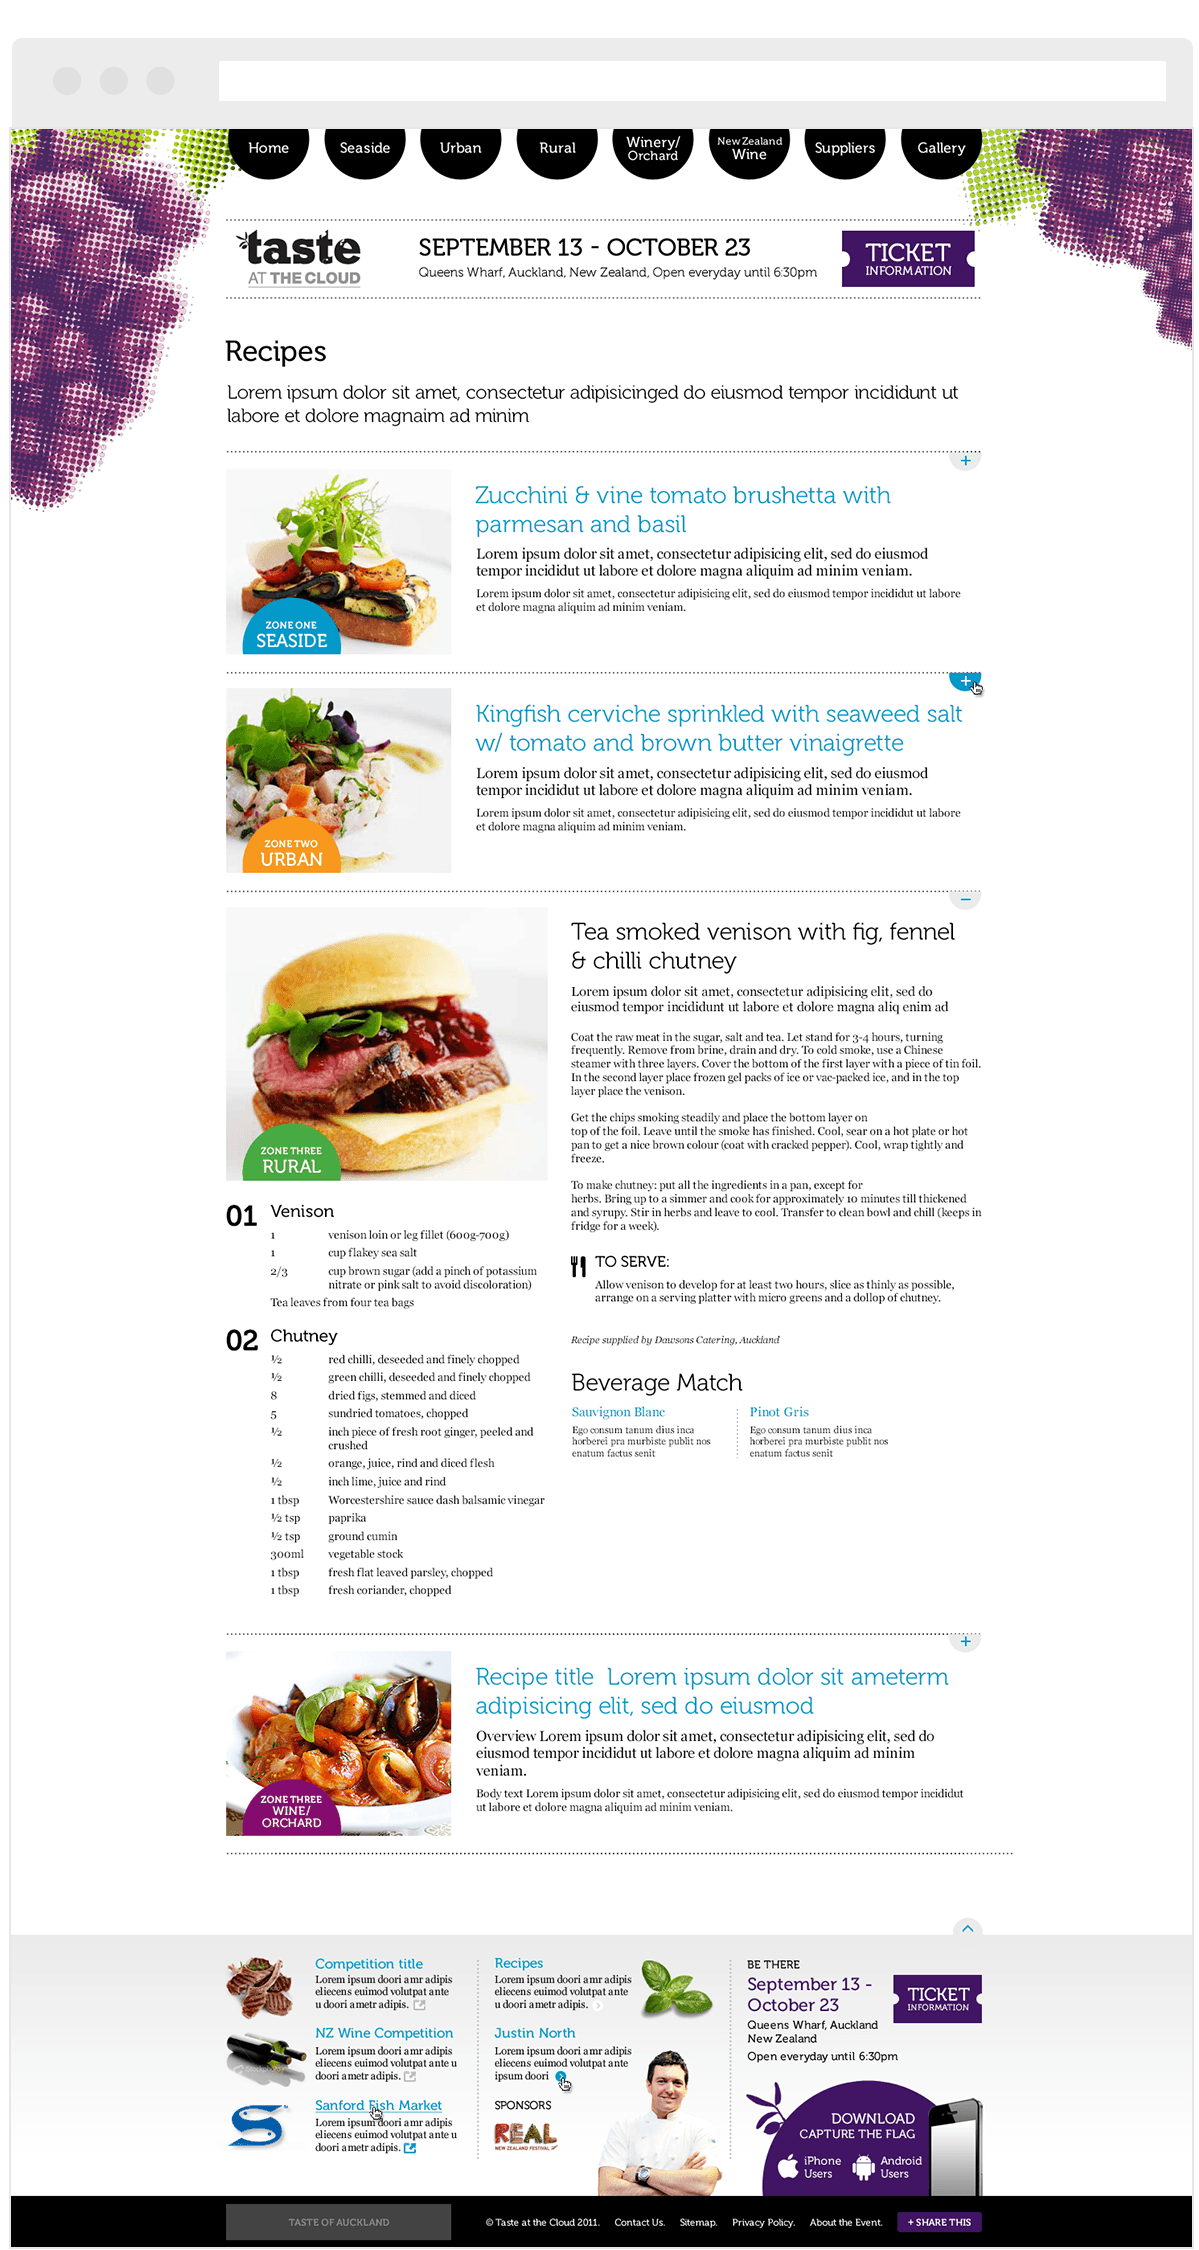 Home
Seaside
Urban
Rural
Winery/
Orchard
New Zealand
Wine
Suppliers
Gallery
taste
AT THE CLOUD
SEPTEMBER 13 - OCTOBER 23
Queens Wharf, Auckland, New Zealand, Open everyday until 6:30pm
TICKET
INFORMATION
Recipes
Lorem ipsum dolor sit amet, consectetur adipisicinged do eiusmod tempor incididunt ut
labore et dolore magnaim ad minim
ZONE ONE
SEASIDE
Zucchini & vine tomato brushetta with
parmesan and basil
Lorem ipsum dolor sit amet, consectetur adipisicing elit, sed do eiusmod
tempor incididut ut labore et dolore magna aliquim ad minim veniam.
Lorem ipsum dolor sit amet, consectetur adipisicing elit, sed do eiusmod tempor incididut ut labore
et dolore magna aliquim ad minim veniam.
ZONE TWO
URBAN
Kingfish cerviche sprinkled with seaweed salt
w/ tomato and brown butter vinaigrette
Lorem ipsum dolor sit amet, consectetur adipisicing elit, sed do eiusmod
tempor incididut ut labore et dolore magna aliquim ad minim veniam.
Lorem ipsum dolor sit amet, consectetur adipisicing elit, sed do eiusmod tempor incididut ut labore
et dolore magna aliquim ad minim veniam.
ZONE THREE
RURAL
01 Venison
1 venison loin or leg fillet (600g-700g)
1 cup flakey sea salt
2/3 cup brown sugar (add a pinch of potassium
nitrate or pink salt to avoid discoloration)
Tea leaves from four tea bags
02 Chutney
½ red chilli, deseeded and finely chopped
½ green chilli, deseeded and finely chopped
8 dried figs, stemmed and diced
5 sundried tomatoes, chopped
½ inch piece of fresh root ginger, peeled and
crushed
½ orange, juice, rind and diced flesh
½ inch lime, juice and rind
1 tbsp Worcestershire sauce dash balsamic vinegar
½ tsp paprika
½ tsp ground cumin
300ml vegetable stock
1 tbsp fresh flat leaved parsley, chopped
1 tbsp fresh coriander, chopped
Tea smoked venison with fig, fennel
& chilli chutney
Lorem ipsum dolor sit amet, consectetur adipisicing elit, sed do
eiusmod tempor incididunt ut labore et dolore magna aliq enim ad
Coat the raw meat in the sugar, salt and tea. Let stand for 3-4 hours, turning
frequently. Remove from brine, drain and dry. To cold smoke, use a Chinese
steamer with three layers. Cover the bottom of the first layer with a piece of tin foil.
In the second layer place frozen gel packs of ice or vac-packed ice, and in the top
layer place the venison.
Get the chips smoking steadily and place the bottom layer on
top of the foil. Leave until the smoke has finished. Cool, sear on a hot plate or hot
pan to get a nice brown colour (coat with cracked pepper). Cool, wrap tightly and
freeze.
To make chutney: put all the ingredients in a pan, except for
herbs. Bring up to a simmer and cook for approximately 10 minutes till thickened
and syrupy. Stir in herbs and leave to cool. Transfer to clean bowl and chill (keeps in
fridge for a week).
TO SERVE:
Allow venison to develop for at least two hours, slice as thinly as possible,
arrange on a serving platter with micro greens and a dollop of chutney.
Recipe supplied by Dawsons Catering, Auckland
Beverage Match
Sauvignon Blanc
Ego consum tanum dius inca
horberei pra murbiste publit nos
enatum factus senit
Pinot Gris
Ego consum tanum dius inca
horberei pra murbiste publit nos
enatum factus senit
ZONE THREE
WINE/
ORCHARD
Recipe title Lorem ipsum dolor sit ameterm
adipisicing elit, sed do eiusmod
Overview Lorem ipsum dolor sit amet, consectetur adipisicing elit, sed do
eiusmod tempor incididut ut labore et dolore magna aliquim ad minim
veniam.
Body text Lorem ipsum dolor sit amet, consectetur adipisicing elit, sed do eiusmod tempor incididut
ut labore et dolore magna aliquim ad minim veniam.
Competition title
Lorem ipsum doori amr adipis
eliecens euimod volutpat ante
u doori ametr adipis.
NZ Wine Competition
Lorem ipsum doori amr adipis
eliecens euimod volutpat ante u
doori ametr adipis.
Sanford Fish Market
Lorem ipsum doori amr adipis
eliecens euimod volutpat ante u
doori ametr adipis.
Recipes
Lorem ipsum doori amr adipis
eliecens euimod volutpat ante
u doori ametr adipis.
Justin North
Lorem ipsum doori amr adipis
eliecens euimod volutpat ante
ipsum doori
SPONSORS
REAL
NEW ZEALAND FESTIVAL
BE THERE
September 13 -
October 23
Queens Wharf, Auckland
New Zealand
Open everyday until 6:30pm
TICKET
INFORMATION
DOWNLOAD
CAPTURE THE FLAG
iPhone
Users
Android
Users
TASTE OF AUCKLAND
© Taste at the Cloud 2011. Contact Us. Sitemap. Privacy Policy. About the Event. + SHARE THIS